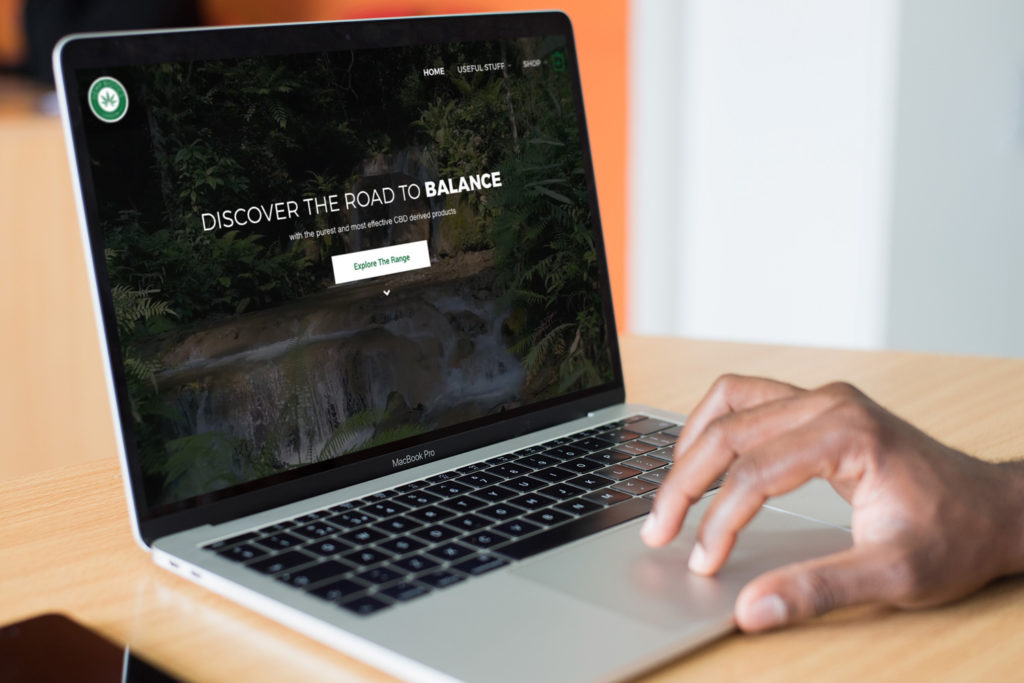 HOME USEFUL STUFF SHOP
DISCOVER THE ROAD TO BALANCE
with the purest and most effective CBD derived products
Explore The Range
MacBook Pro